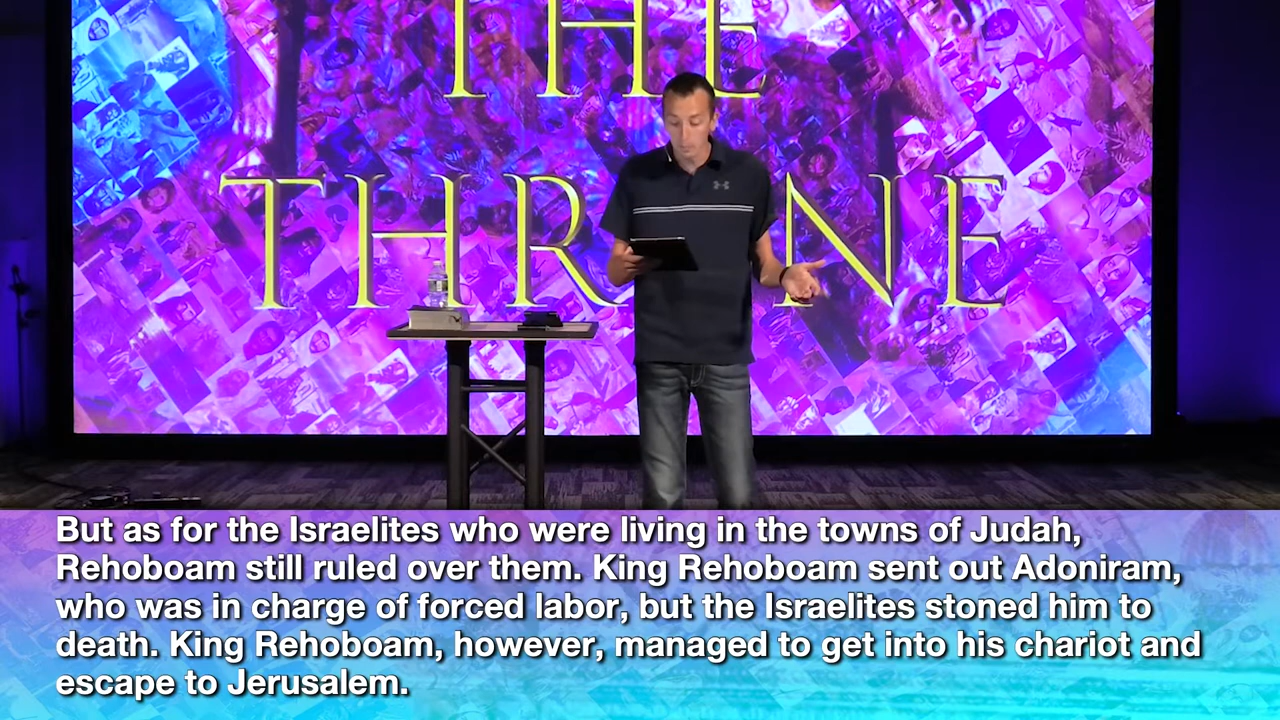 THE
THRONE
But as for the Israelites who were living in the towns of Judah,
Rehoboam still ruled over them. King Rehoboam sent out Adoniram,
who was in charge of forced labor, but the Israelites stoned him to
death. King Rehoboam, however, managed to get into his chariot and
escape to Jerusalem.